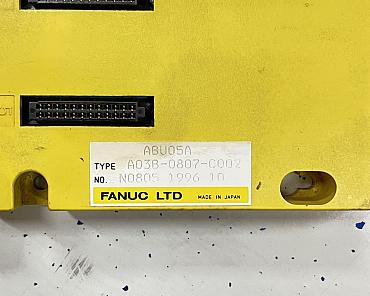 ABU05A
TYPE A03B-0807-C002
NO. N0805 1996.10
FANUC LTD MADE IN JAPAN